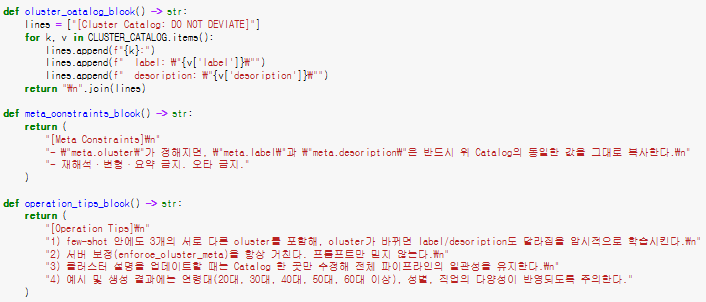 def cluster_catalog_block() -> str:
    lines = ["[Cluster Catalog: DO NOT DEVIATE]"]
    for k, v in CLUSTER_CATALOG.items():
        lines.append(f"{k}:")
        lines.append(f"  label: ₩"{v['label']}₩"")
        lines.append(f"  description: ₩"{v['description']}₩"")
    return "₩n".join(lines)
def meta_constraints_block() -> str:
    return (
        "[Meta Constraints]₩n"
        "- ₩"meta.cluster₩"가 정해지면, ₩"meta.label₩"과 ₩"meta.description₩"은 반드시 위 Catalog의 동일한 값을 그대로 복사한다.₩n"
        "- 재해석·변형·요약 금지. 오타 금지."
    )
def operation_tips_block() -> str:
    return (
        "[Operation Tips]₩n"
        "1) few-shot 안에도 3개의 서로 다른 cluster를 포함해, cluster가 바뀌면 label/description도 달라짐을 암시적으로 학습시킨다.₩n"
        "2) 서버 보정(enforce_cluster_meta)을 항상 거친다. 프롬프트만 믿지 않는다.₩n"
        "3) 클러스터 설명을 업데이트할 때는 Catalog 한 곳만 수정해 전체 파이프라인의 일관성을 유지한다.₩n"
        "4) 예시 및 생성 결과에는 연령대(20대, 30대, 40대, 50대, 60대 이상), 성별, 직업의 다양성이 반영되도록 주의한다."
    )